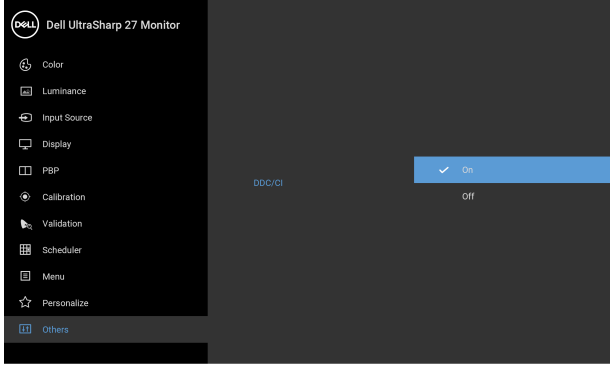 DELL Dell UltraSharp 27 Monitor
Color
Luminance
Input Source
Display
PBP
Calibration
Validation
Scheduler
Menu
Personalize
Others
DDC/CI
On
Off